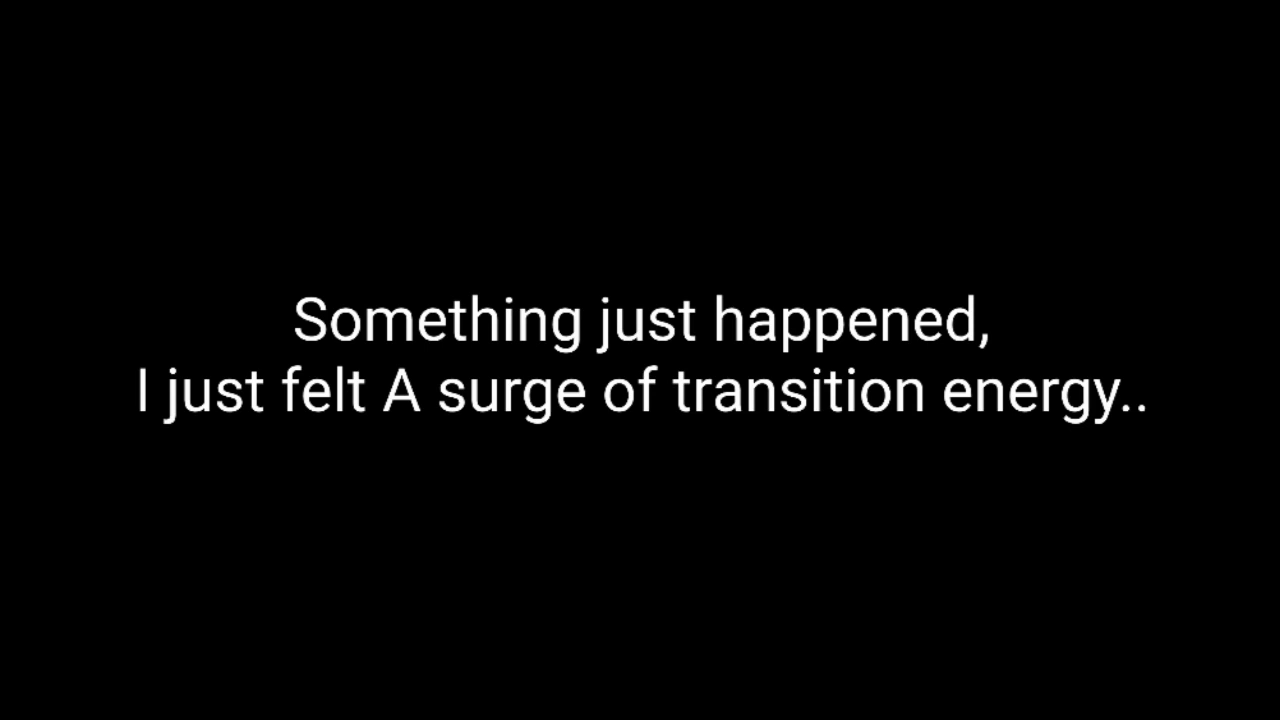 Something just happened,
I just felt A surge of transition energy..